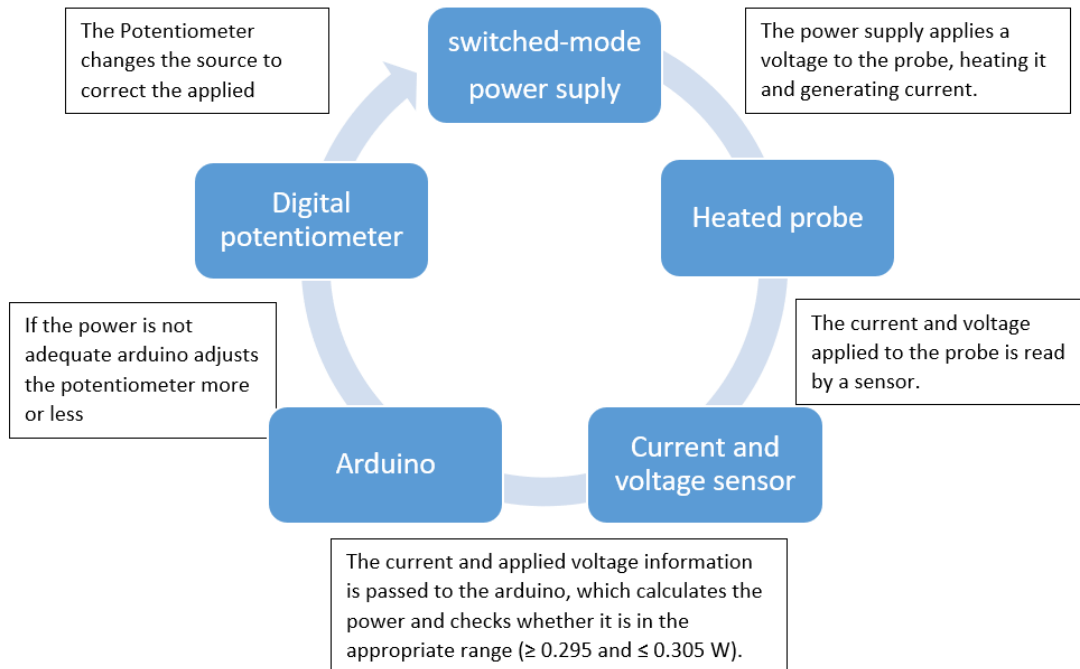 switched-mode
power suply
The power supply applies a
voltage to the probe, heating it
and generating current.
Heated probe
The current and voltage
applied to the probe is read
by a sensor.
Current and
voltage sensor
The current and applied voltage information
is passed to the arduino, which calculates the
power and checks whether it is in the
appropriate range (≥ 0.295 and ≤ 0.305 W).
Arduino
If the power is not
adequate arduino adjusts
the potentiometer more
or less
Digital
potentiometer
The Potentiometer
changes the source to
correct the applied